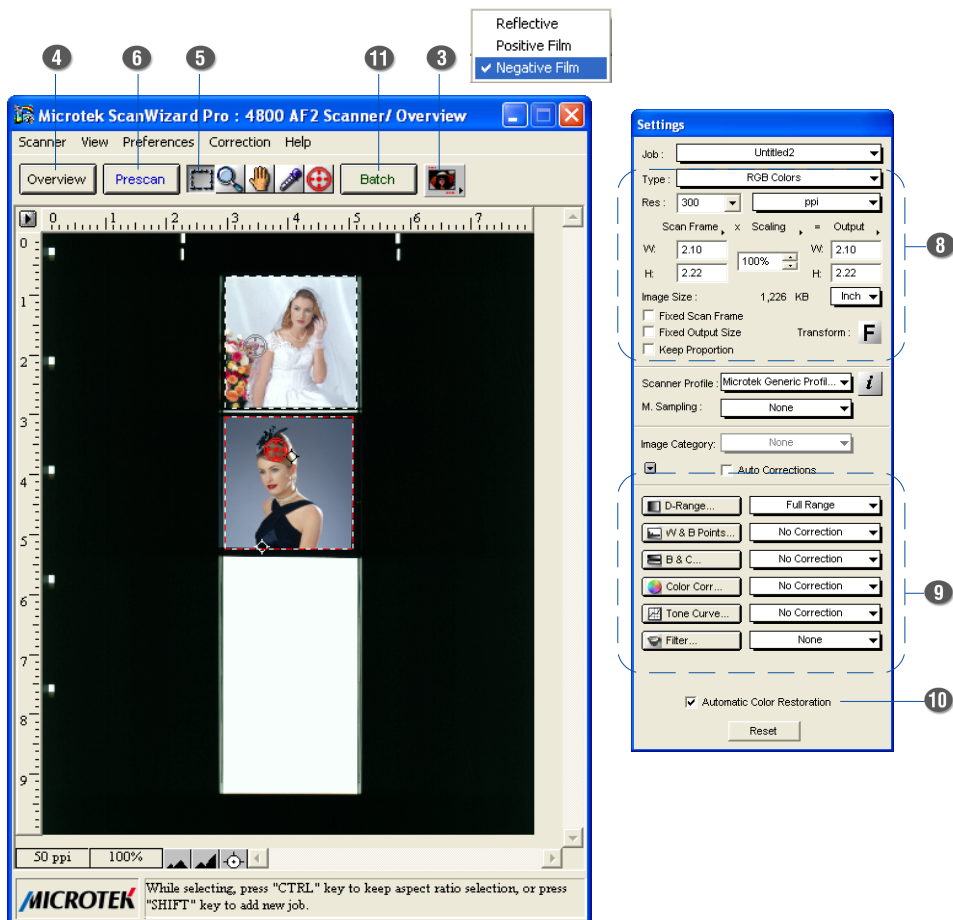 Reflective
Positive Film
✓ Negative Film
4 6 5 11 3
Microtek ScanWizard Pro : 4800 AF2 Scanner/ Overview
Scanner View Preferences Correction Help
Overview Prescan Batch
0 1 2 3 4 5 6 7
0
1
2
3
4
5
6
7
8
9
50 ppi 100%
MICROTEK
While selecting, press "CTRL" key to keep aspect ratio selection, or press
"SHIFT" key to add new job.
Settings
Job : Untitled2
Type : RGB Colors
Res : 300 ppi
Scan Frame x Scaling = Output
W: 2.10 100% W: 2.10
H: 2.22 H: 2.22
8
Image Size : 1,226 KB Inch
Fixed Scan Frame
Fixed Output Size Transform : F
Keep Proportion
Scanner Profile : Microtek Generic Profil... i
M. Sampling : None
Image Category: None
Auto Corrections
D-Range... Full Range
W & B Points... No Correction
B & C... No Correction
Color Corr... No Correction
9
Tone Curve... No Correction
Filter... None
Automatic Color Restoration 10
Reset